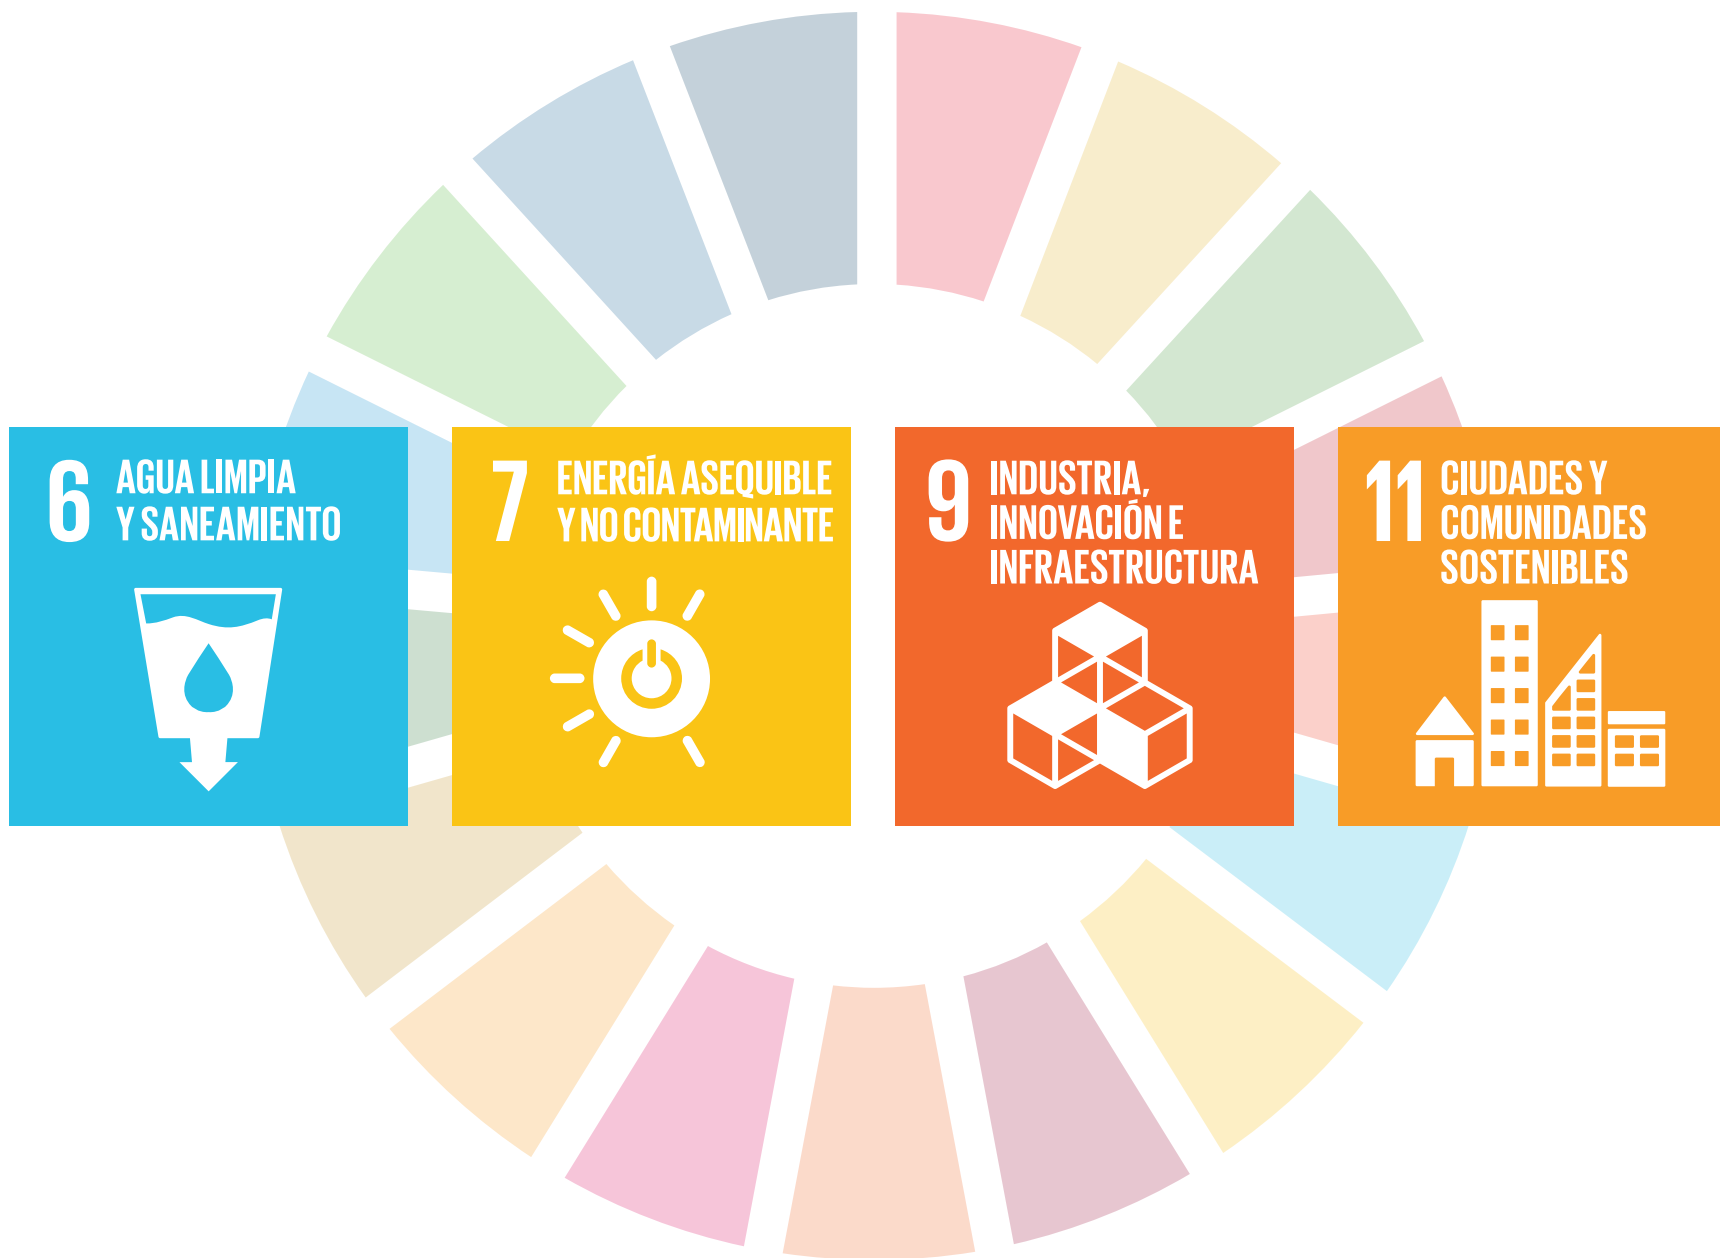 6
AGUA LIMPIA
Y SANEAMIENTO
7
ENERGÍA ASEQUIBLE
Y NO CONTAMINANTE
9
INDUSTRIA,
INNOVACIÓN E
INFRAESTRUCTURA
11
CIUDADES Y
COMUNIDADES
SOSTENIBLES